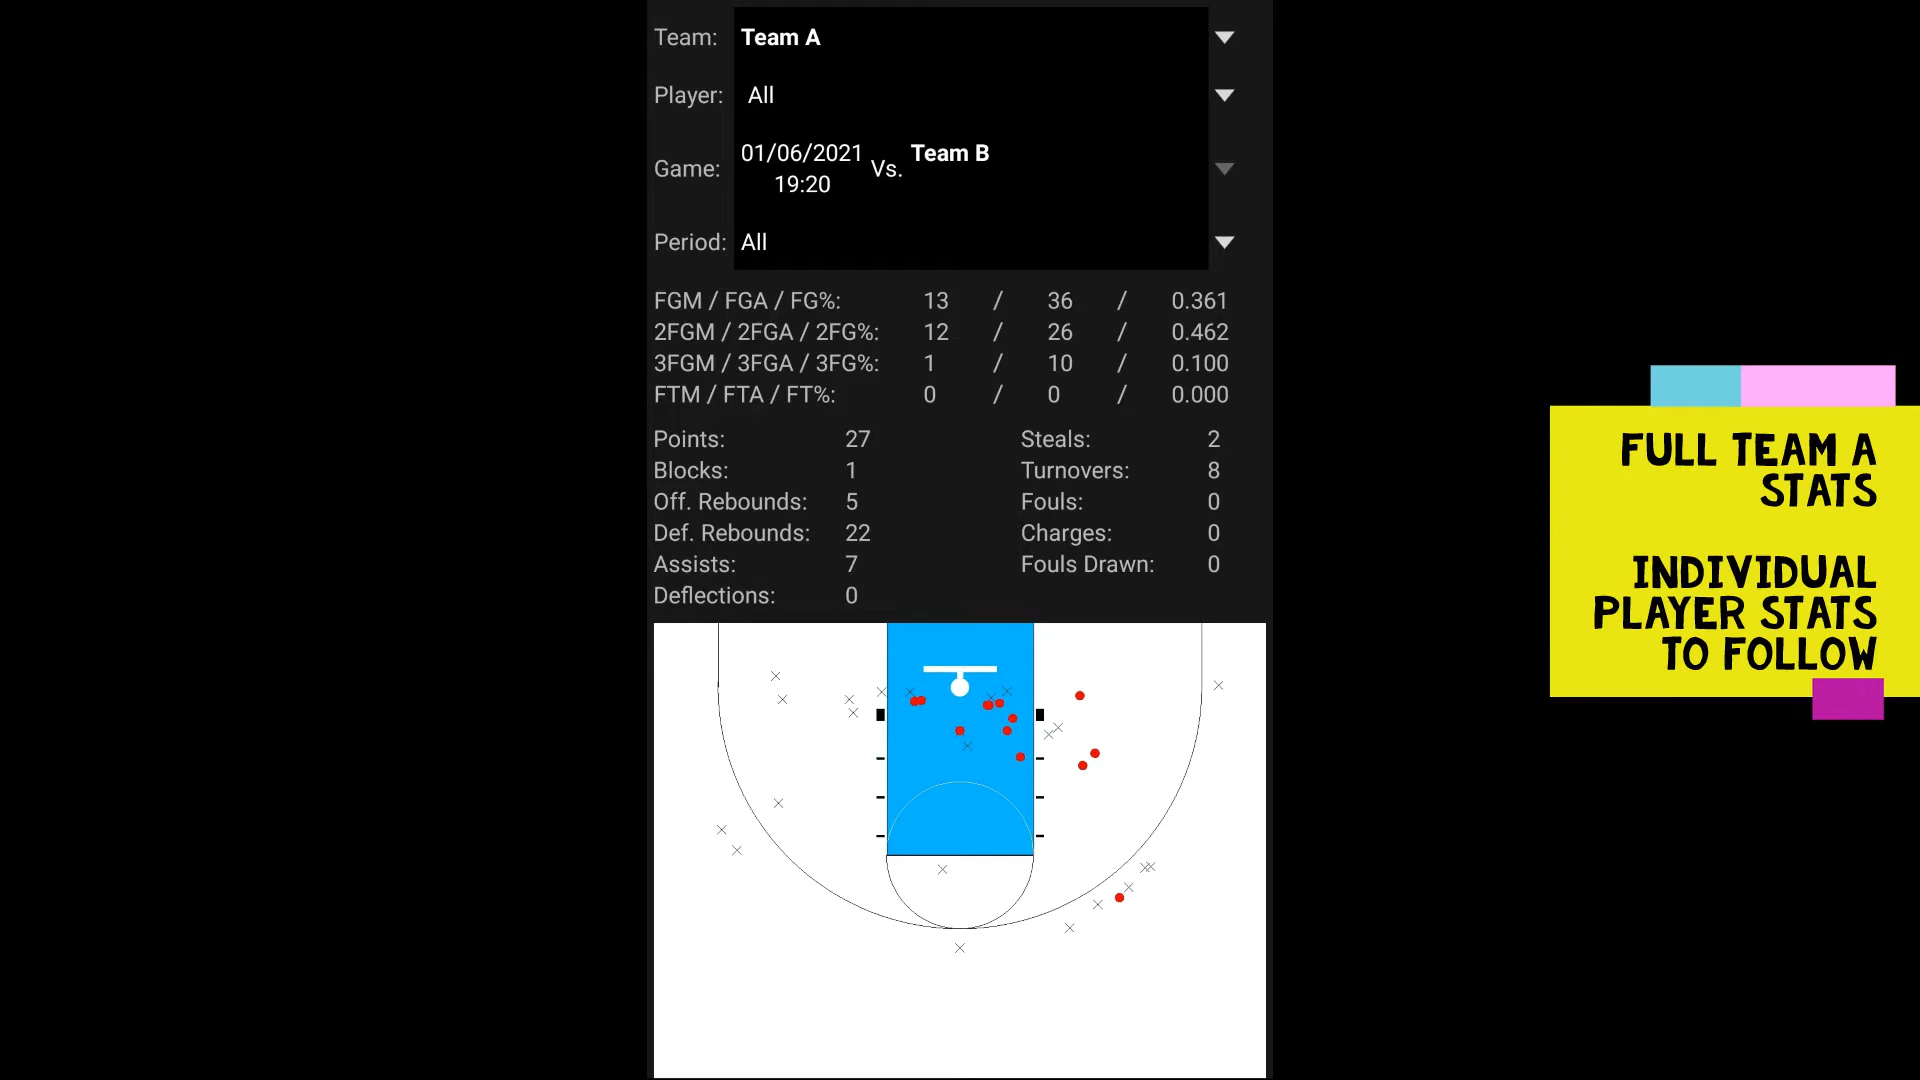 Team: Team A
Player: All
Game: 01/06/2021 19:20 Vs. Team B
Period: All
FGM / FGA / FG%: 13 / 36 / 0.361
2FGM / 2FGA / 2FG%: 12 / 26 / 0.462
3FGM / 3FGA / 3FG%: 1 / 10 / 0.100
FTM / FTA / FT%: 0 / 0 / 0.000
Points: 27 Steals: 2
Blocks: 1 Turnovers: 8
Off. Rebounds: 5 Fouls: 0
Def. Rebounds: 22 Charges: 0
Assists: 7 Fouls Drawn: 0
Deflections: 0
FULL TEAM A
STATS
INDIVIDUAL
PLAYER STATS
TO FOLLOW